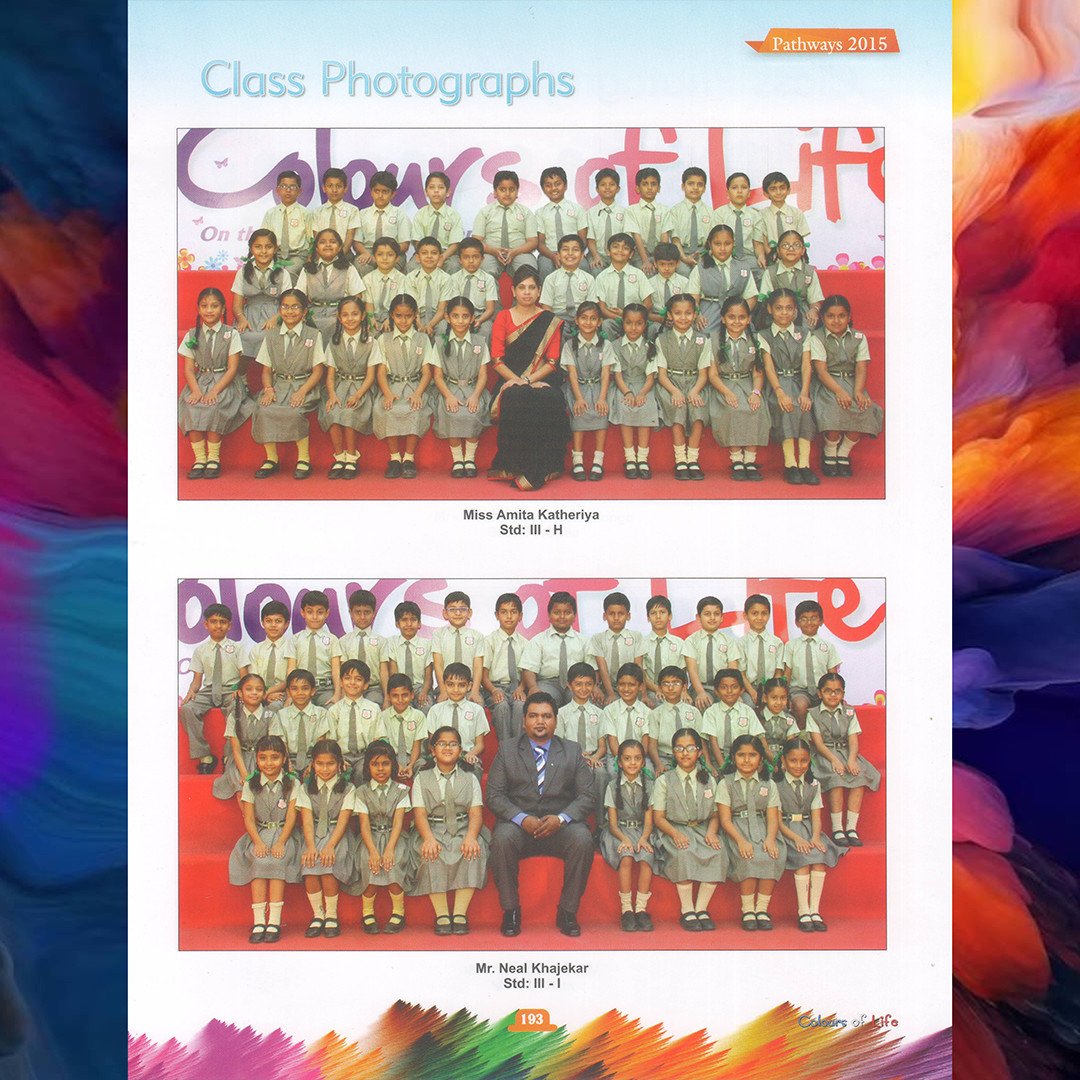 Pathways 2015
Class Photographs
Colours of Life
On th
Miss Amita Katheriya
Std: III - H
olours of Life
Mr. Neal Khajekar
Std: III - I
193
Colours of Life